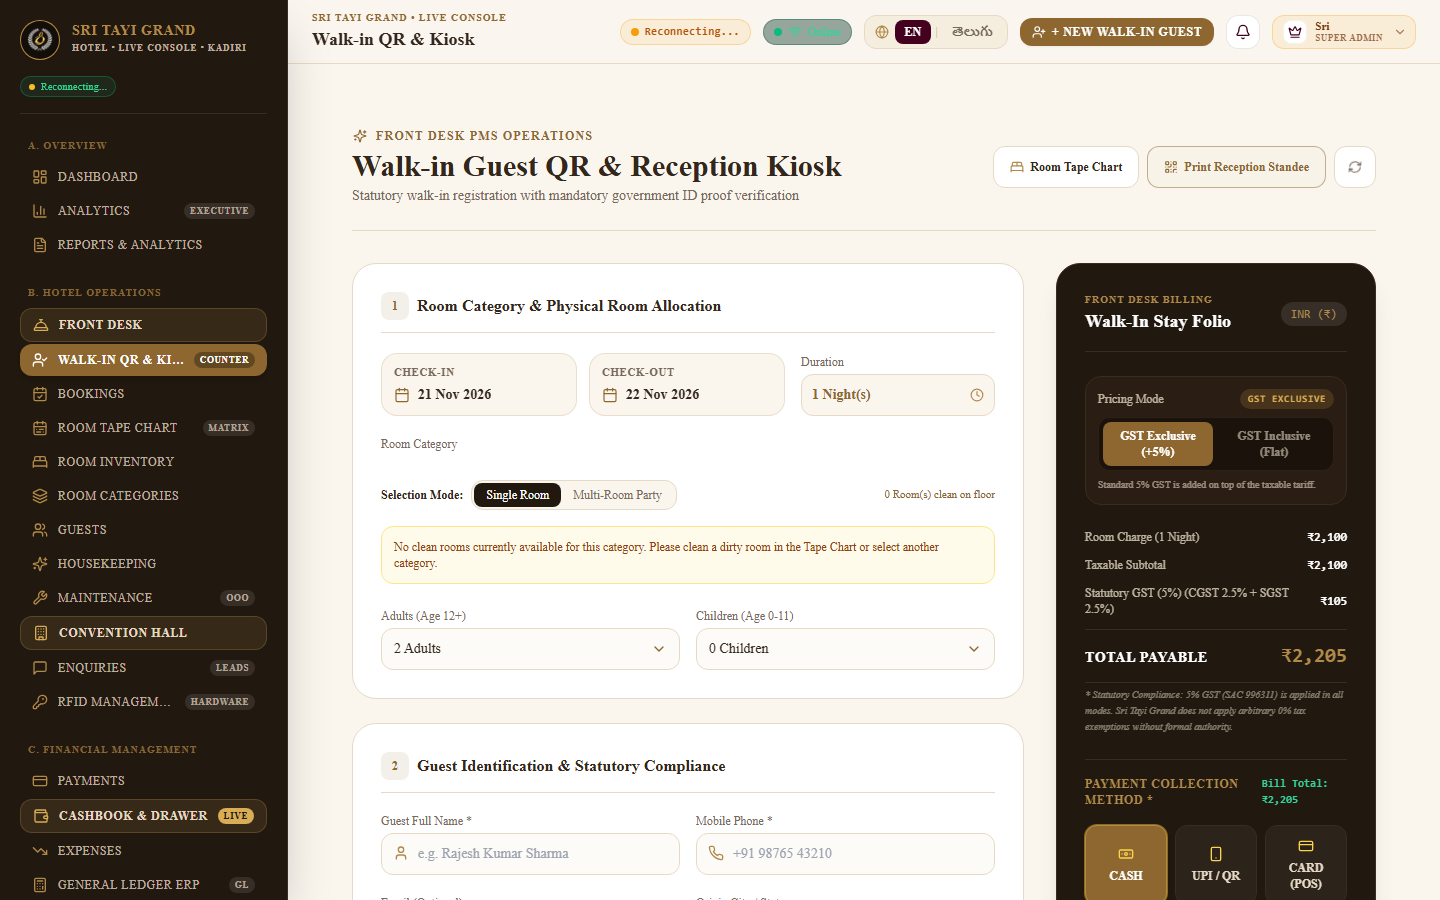 SRI TAYI GRAND
HOTEL • LIVE CONSOLE • KADIRI
Reconnecting...
A. OVERVIEW
DASHBOARD
ANALYTICS
EXECUTIVE
REPORTS & ANALYTICS
B. HOTEL OPERATIONS
FRONT DESK
WALK-IN QR & KI...
COUNTER
BOOKINGS
ROOM TAPE CHART
MATRIX
ROOM INVENTORY
ROOM CATEGORIES
GUESTS
HOUSEKEEPING
MAINTENANCE
OOO
CONVENTION HALL
ENQUIRIES
LEADS
RFID MANAGEM...
HARDWARE
C. FINANCIAL MANAGEMENT
PAYMENTS
CASHBOOK & DRAWER
LIVE
EXPENSES
GENERAL LEDGER ERP
GL
SRI TAYI GRAND • LIVE CONSOLE
Walk-in QR & Kiosk
Reconnecting...
EN
తెలుగు
+ NEW WALK-IN GUEST
Sri
SUPER ADMIN
FRONT DESK PMS OPERATIONS
Walk-in Guest QR & Reception Kiosk
Statutory walk-in registration with mandatory government ID proof verification
Room Tape Chart
Print Reception Standee
1
Room Category & Physical Room Allocation
CHECK-IN
21 Nov 2026
CHECK-OUT
22 Nov 2026
Duration
1 Night(s)
Room Category
Selection Mode:
Single Room
Multi-Room Party
0 Room(s) clean on floor
No clean rooms currently available for this category. Please clean a dirty room in the Tape Chart or select another
category.
Adults (Age 12+)
2 Adults
Children (Age 0-11)
0 Children
2
Guest Identification & Statutory Compliance
Guest Full Name *
e.g. Rajesh Kumar Sharma
Mobile Phone *
+91 98765 43210
FRONT DESK BILLING
Walk-In Stay Folio
INR (₹)
Pricing Mode
GST EXCLUSIVE
GST Exclusive
(+5%)
GST Inclusive
(Flat)
Standard 5% GST is added on top of the taxable tariff.
Room Charge (1 Night)
₹2,100
Taxable Subtotal
₹2,100
Statutory GST (5%) (CGST 2.5% + SGST
2.5%)
₹105
TOTAL PAYABLE
₹2,205
* Statutory Compliance: 5% GST (SAC 996311) is applied in all
modes. Sri Tayi Grand does not apply arbitrary 0% tax
exemptions without formal authority.
PAYMENT COLLECTION
METHOD *
Bill Total:
₹2,205
CASH
UPI / QR
CARD
(POS)